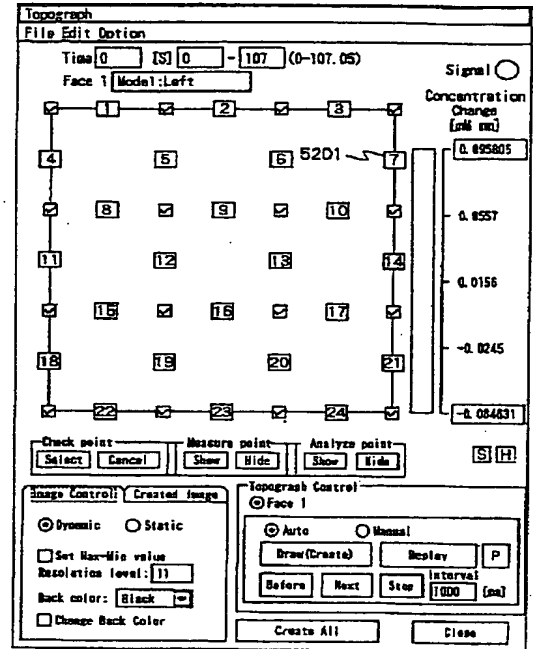 Topograph
File Edit Option
Time 0 [S] 0 - 107 (0-107.05)
Face 1 Model:Left
Signal
Concentration
Change
[mM mm]
1 2 3
4 5 6 52D1 7
0.095805
8 9 10
0.0557
11 12 13 14
0.0156
15 16 17
-0.0245
18 19 20 21
22 23 24
-0.064631
Check point Measure point Analyze point
Select Cancel Show Hide Show Hide
S H
Image Controll Created Image
Topograph Control
Face 1
Dynamic Static
Auto Manual
Set Max-Min value
Draw(Create) Replay P
Resolation level: 11
Before Next Stop Interval 1000 [ms]
Back color: Black
Change Back Color
Create All Close